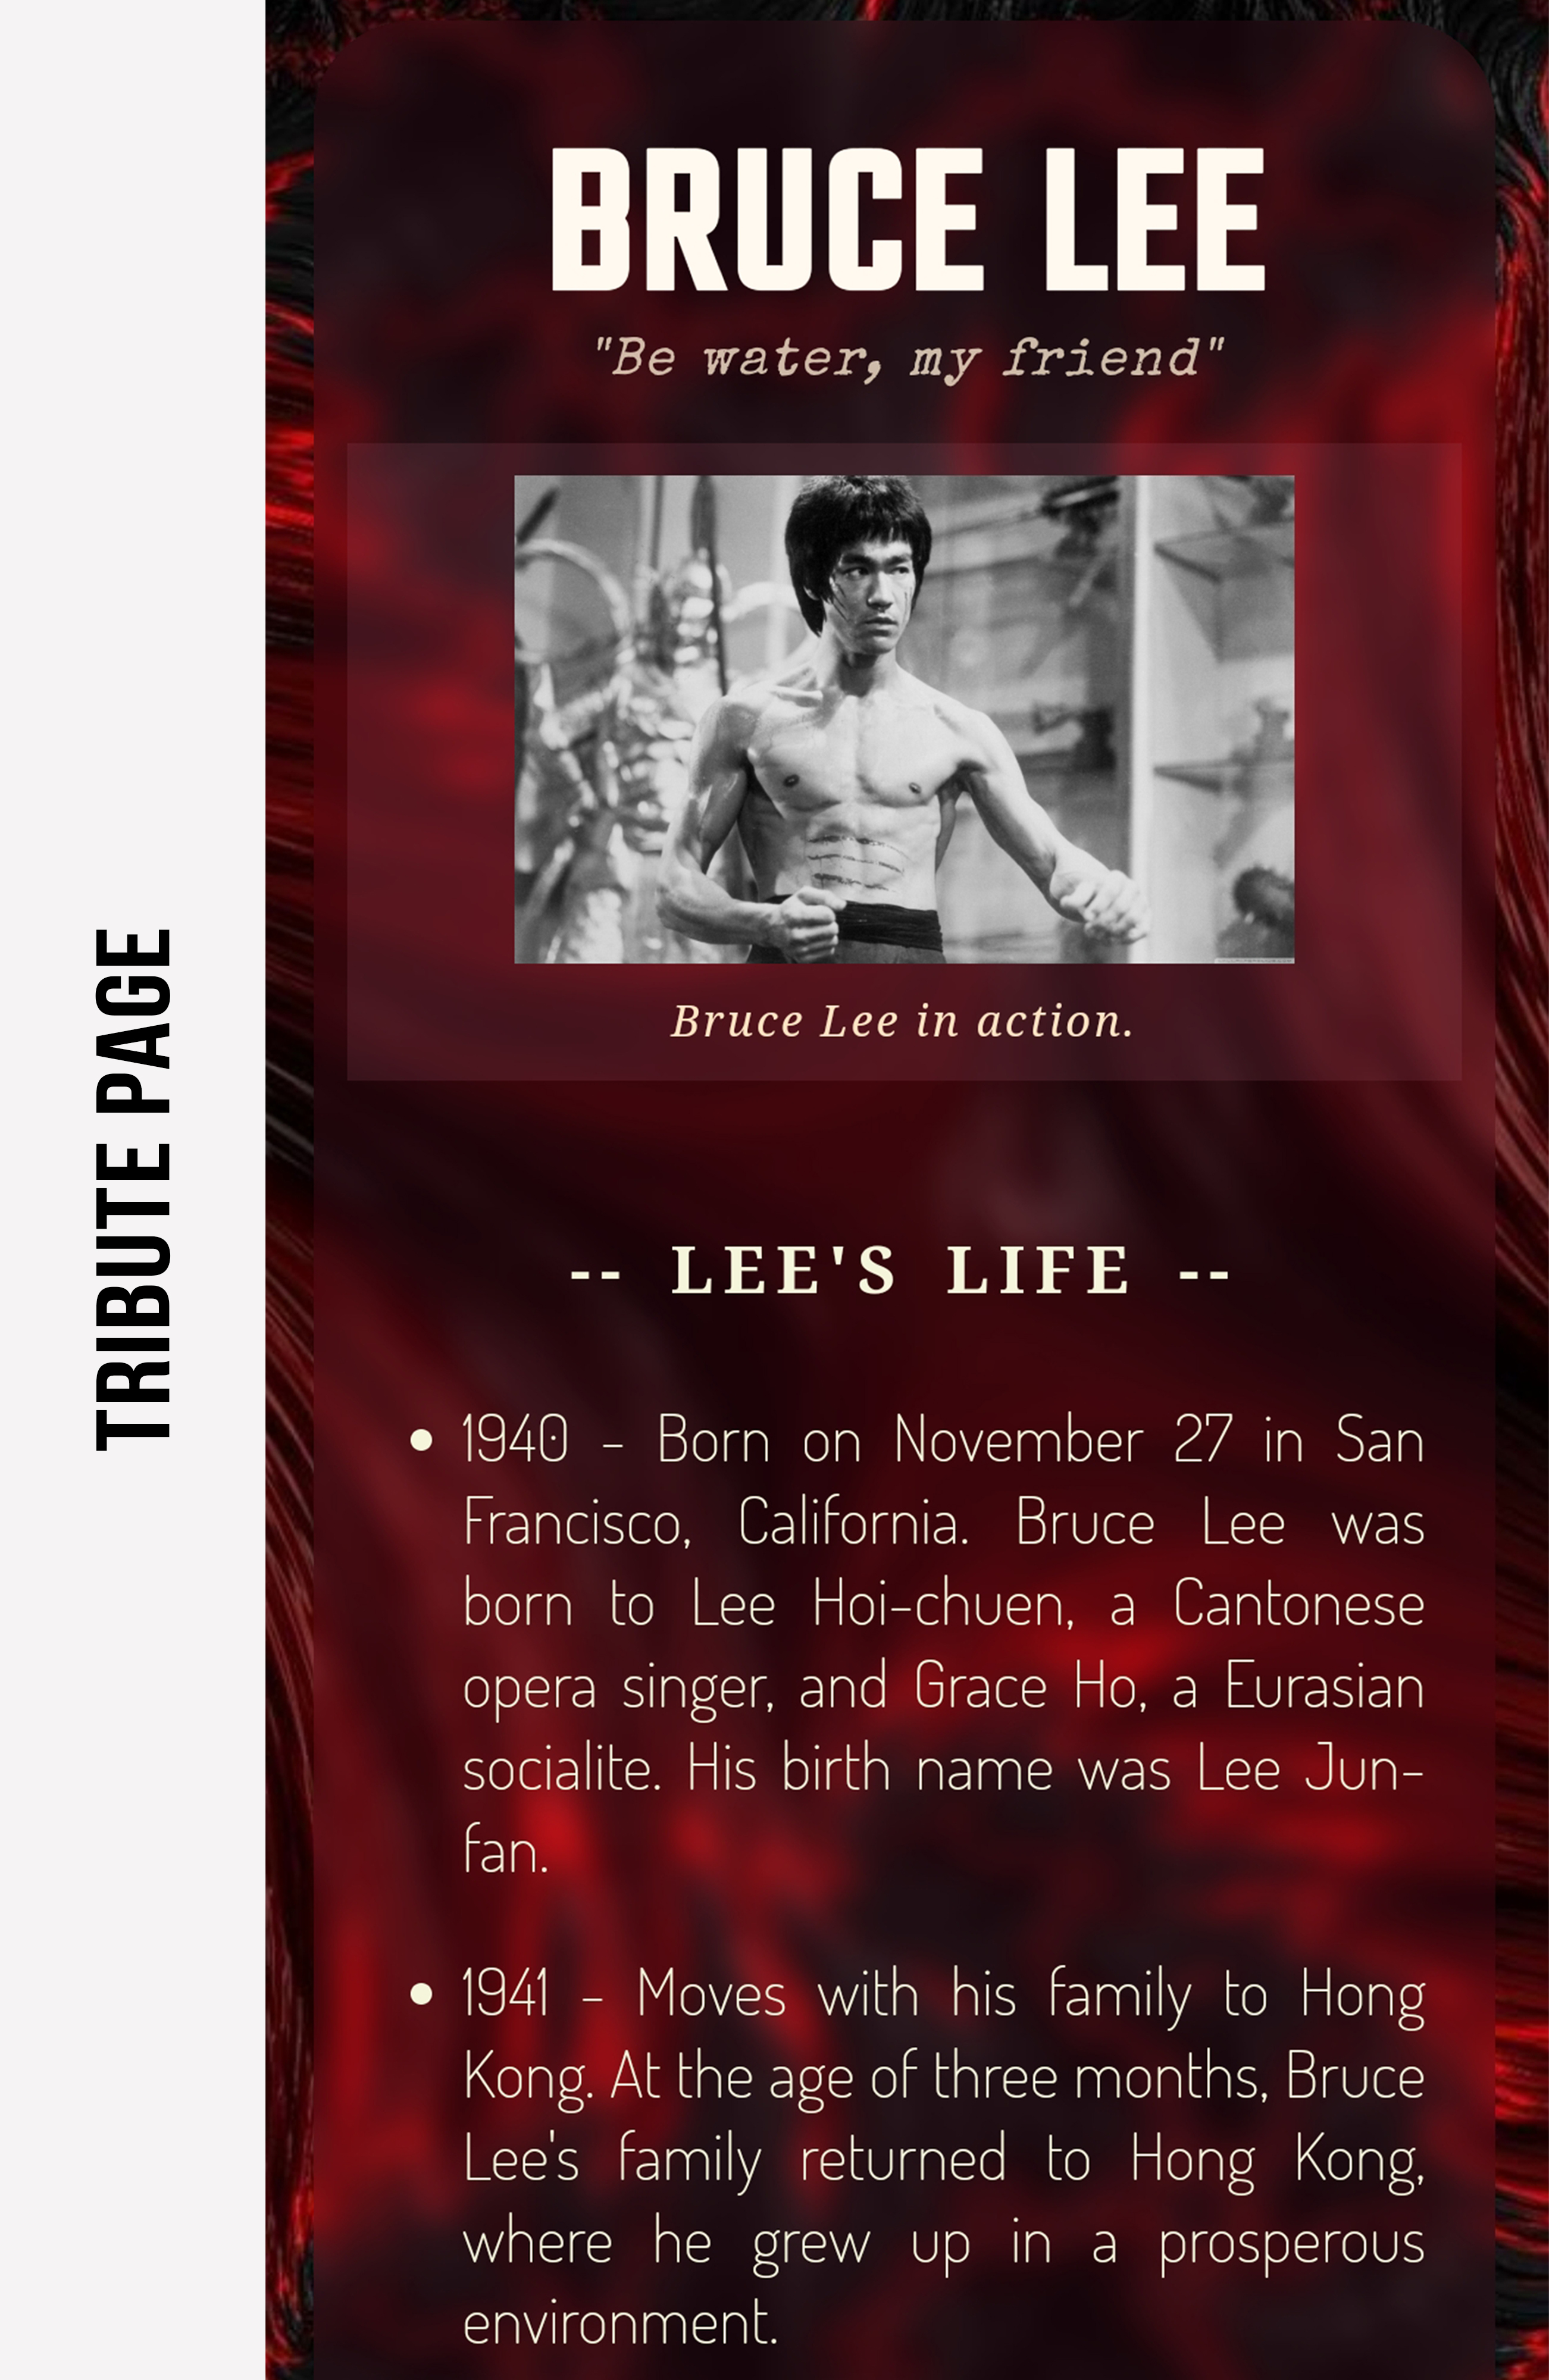 TRIBUTE PAGE
BRUCE LEE
"Be water, my friend"
Bruce Lee in action.
-- LEE'S LIFE --
• 1940 - Born on November 27 in San
Francisco, California. Bruce Lee was
born to Lee Hoi-chuen, a Cantonese
opera singer, and Grace Ho, a Eurasian
socialite. His birth name was Lee Jun-
fan.
• 1941 - Moves with his family to Hong
Kong. At the age of three months, Bruce
Lee's family returned to Hong Kong,
where he grew up in a prosperous
environment.